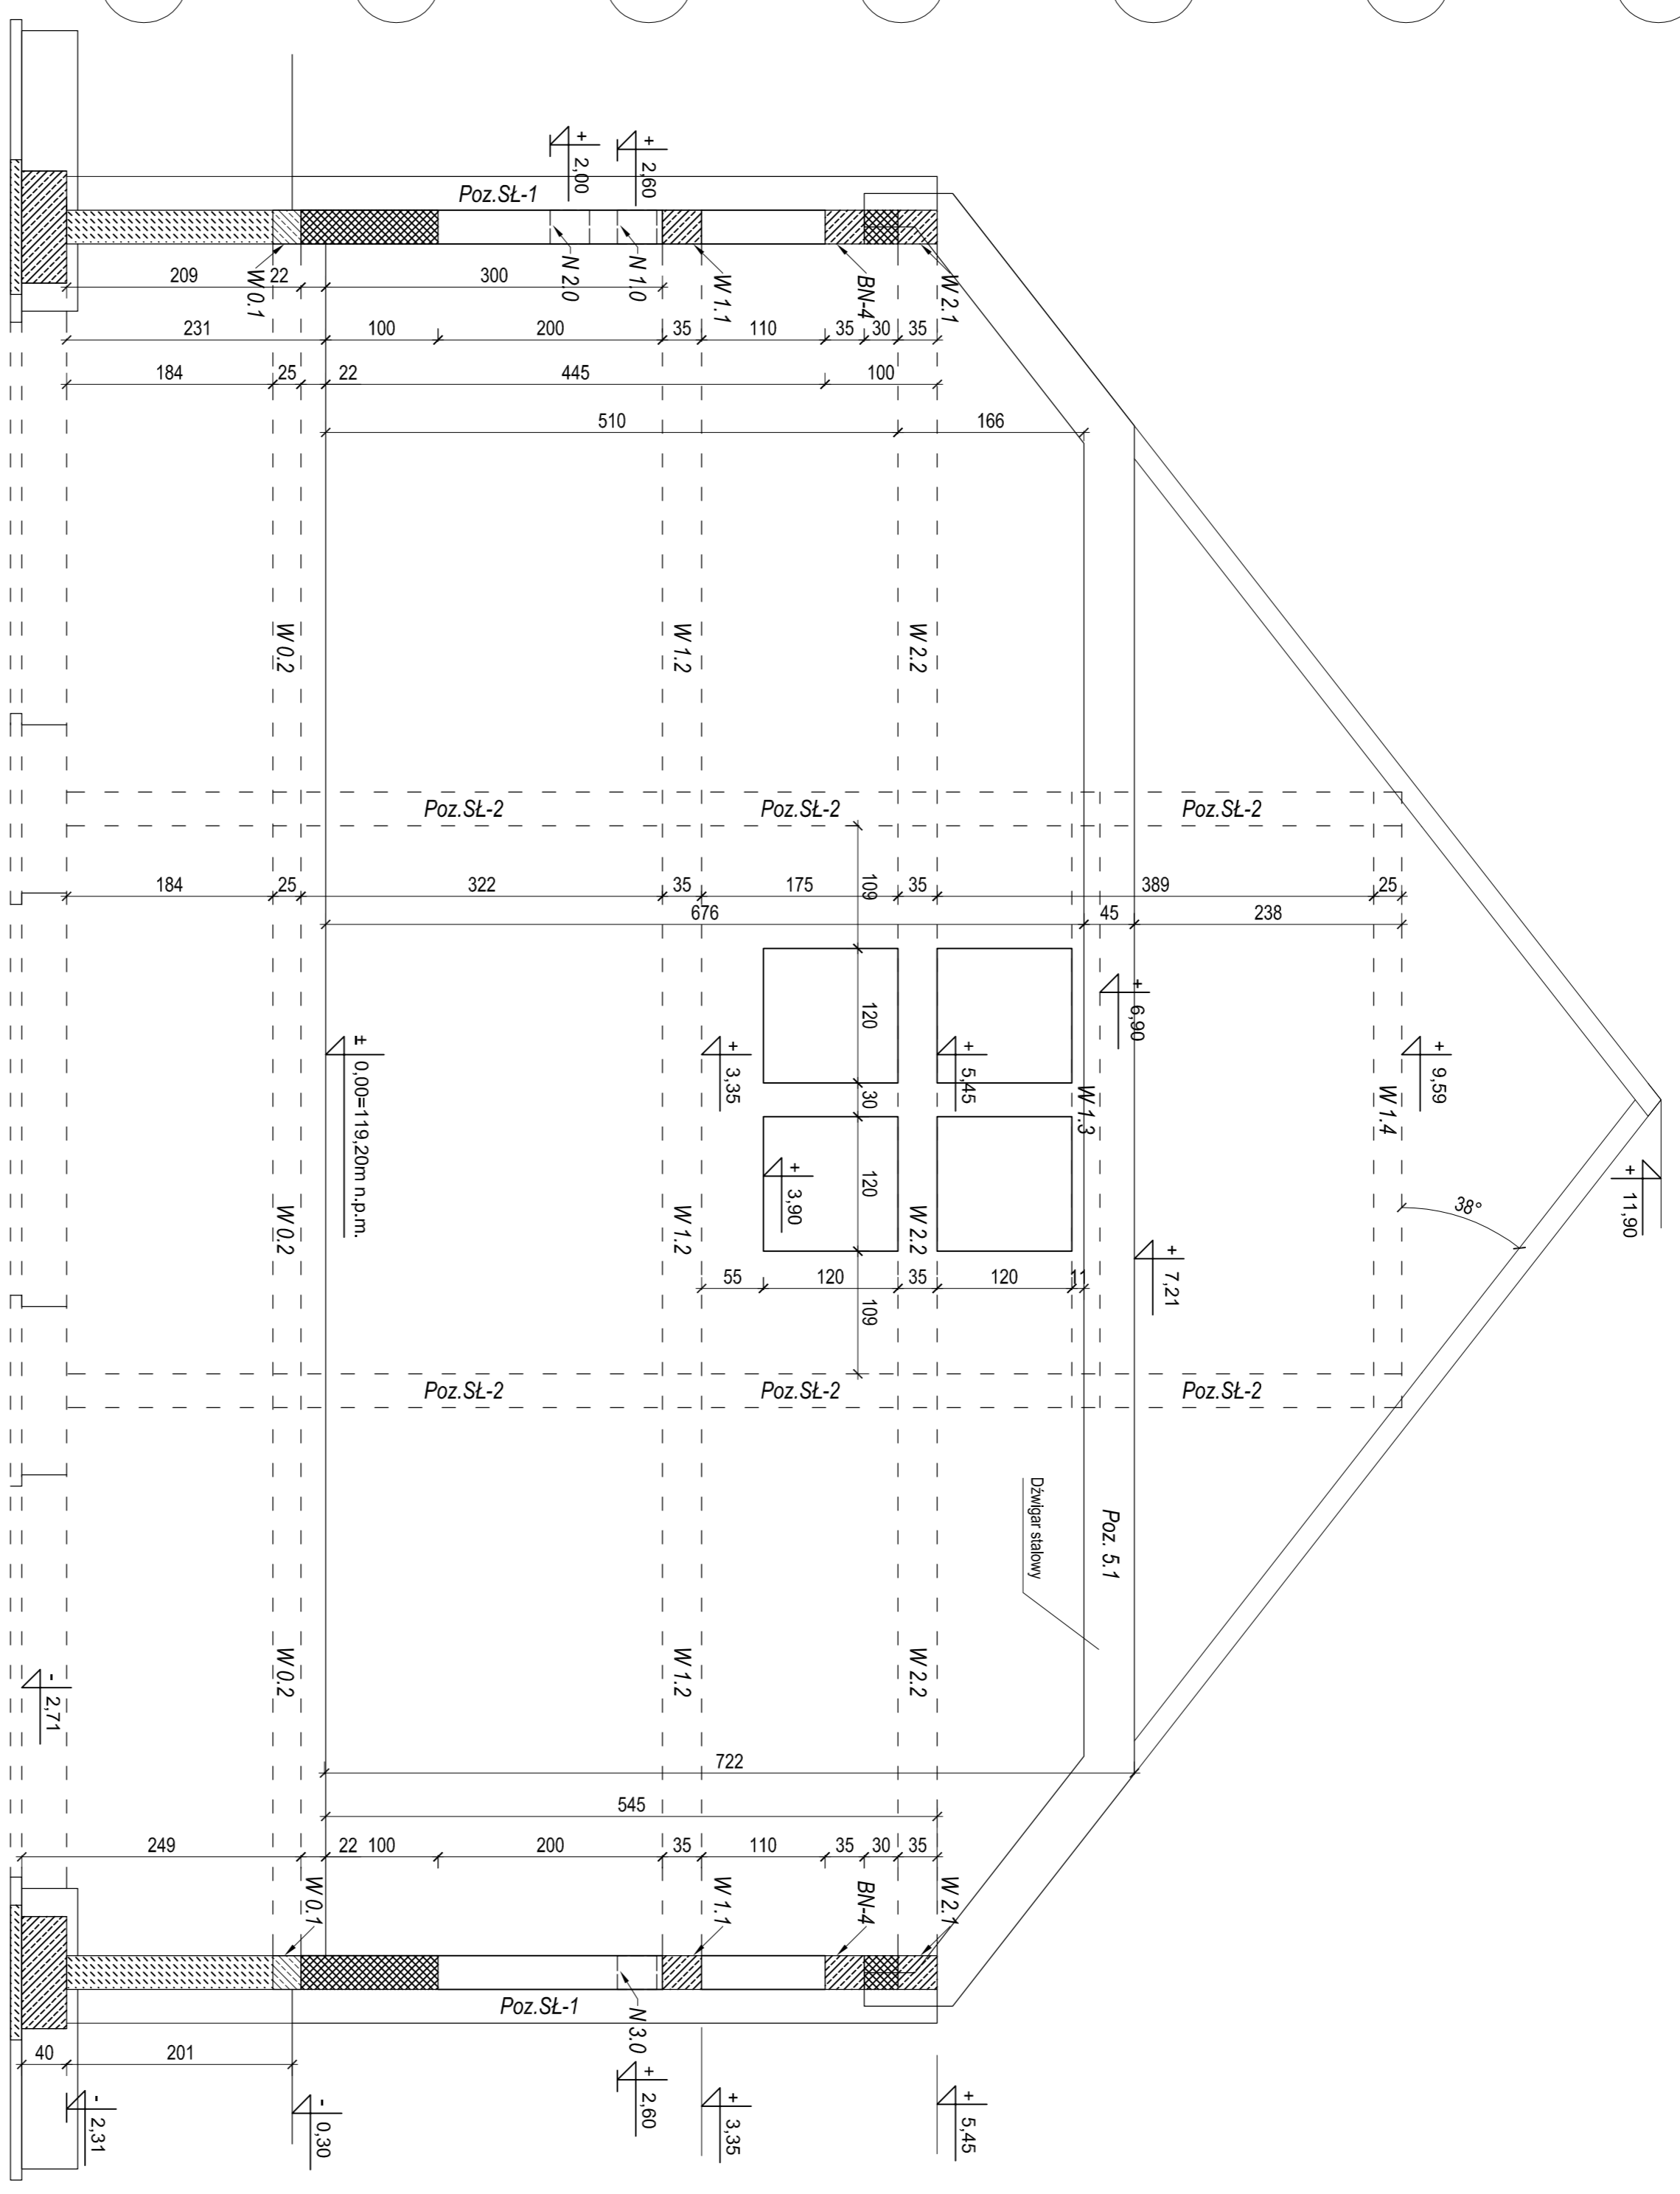 Poz.SŁ-1
+ 2,00
+ 2,60
W 0.1
N 2.0
N 1.0
W 1.1
BN-4
W 2.1
209
22
300
231
100
200
35
110
35
30
35
184
25
22
445
100
510
166
W 0.2
W 1.2
W 2.2
Poz.SŁ-2
Poz.SŁ-2
Poz.SŁ-2
184
25
322
35
175
109
35
389
25
676
45
238
120
+ 6,90
± 0,00=119,20m n.p.m.
+ 3,35
+ 5,45
+ 9,59
30
W 1.3
W 1.4
+ 3,90
120
+ 11,90
38°
W 0.2
W 1.2
W 2.2
+ 7,21
55
120
35
120
11
109
Poz.SŁ-2
Poz.SŁ-2
Poz.SŁ-2
Dźwigar stalowy
Poz. 5.1
W 0.2
W 1.2
W 2.2
- 2,71
722
545
249
22
100
200
35
110
35
30
35
W 0.1
W 1.1
BN-4
W 2.1
Poz.SŁ-1
N 3.0
40
201
- 2,31
- 0,30
+ 2,60
+ 3,35
+ 5,45